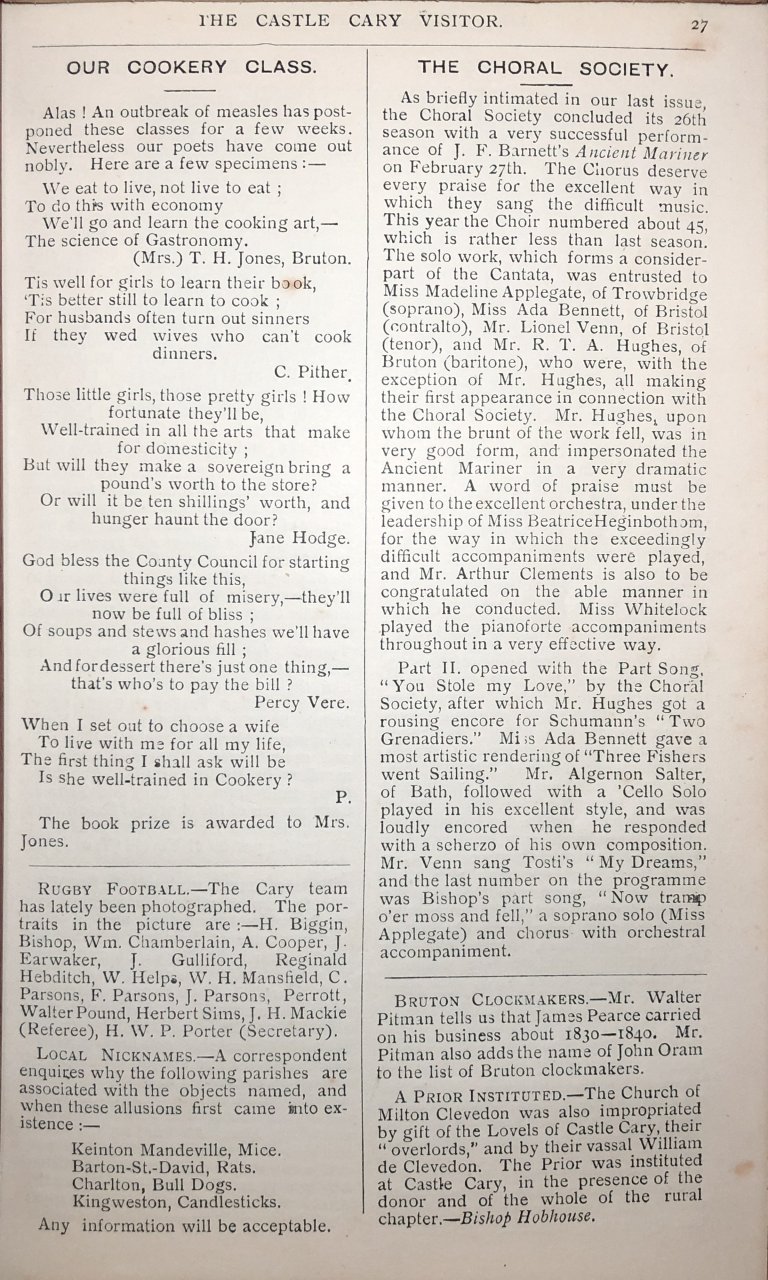 THE CASTLE CARY VISITOR.
27
OUR COOKERY CLASS.
Alas ! An outbreak of measles has post-
poned these classes for a few weeks.
Nevertheless our poets have come out
nobly. Here are a few specimens :—
We eat to live, not live to eat ;
To do this with economy
We'll go and learn the cooking art,—
The science of Gastronomy.
(Mrs.) T. H. Jones, Bruton.
Tis well for girls to learn their book,
'Tis better still to learn to cook ;
For husbands often turn out sinners
If they wed wives who can't cook
dinners.
C. Pither.
Those little girls, those pretty girls ! How
fortunate they'll be,
Well-trained in all the arts that make
for domesticity ;
But will they make a sovereign bring a
pound's worth to the store?
Or will it be ten shillings' worth, and
hunger haunt the door?
Jane Hodge.
God bless the County Council for starting
things like this,
Our lives were full of misery,—they'll
now be full of bliss ;
Of soups and stews and hashes we'll have
a glorious fill ;
And for dessert there's just one thing,—
that's who's to pay the bill ?
Percy Vere.
When I set out to choose a wife
To live with me for all my life,
The first thing I shall ask will be
Is she well-trained in Cookery ?
P.
The book prize is awarded to Mrs.
Jones.
RUGBY FOOTBALL.—The Cary team
has lately been photographed. The por-
traits in the picture are :—H. Biggin,
Bishop, Wm. Chamberlain, A. Cooper, J.
Earwaker, J. Gulliford, Reginald
Hebditch, W. Helps, W. H. Mansfield, C.
Parsons, F. Parsons, J. Parsons, Perrott,
Walter Pound, Herbert Sims, J. H. Mackie
(Referee), H. W. P. Porter (Secretary).
LOCAL NICKNAMES.—A correspondent
enquires why the following parishes are
associated with the objects named, and
when these allusions first came into ex-
istence :—
Keinton Mandeville, Mice.
Barton-St.-David, Rats.
Charlton, Bull Dogs.
Kingweston, Candlesticks.
Any information will be acceptable.
THE CHORAL SOCIETY.
As briefly intimated in our last issue,
the Choral Society concluded its 26th
season with a very successful perform-
ance of J. F. Barnett's Ancient Mariner
on February 27th. The Chorus deserve
every praise for the excellent way in
which they sang the difficult music.
This year the Choir numbered about 45,
which is rather less than last season.
The solo work, which forms a consider-
part of the Cantata, was entrusted to
Miss Madeline Applegate, of Trowbridge
(soprano), Miss Ada Bennett, of Bristol
(contralto), Mr. Lionel Venn, of Bristol
(tenor), and Mr. R. T. A. Hughes, of
Bruton (baritone), who were, with the
exception of Mr. Hughes, all making
their first appearance in connection with
the Choral Society. Mr. Hughes, upon
whom the brunt of the work fell, was in
very good form, and impersonated the
Ancient Mariner in a very dramatic
manner. A word of praise must be
given to the excellent orchestra, under the
leadership of Miss Beatrice Heginbothom,
for the way in which the exceedingly
difficult accompaniments were played,
and Mr. Arthur Clements is also to be
congratulated on the able manner in
which he conducted. Miss Whitelock
played the pianoforte accompaniments
throughout in a very effective way.
Part II. opened with the Part Song,
"You Stole my Love," by the Choral
Society, after which Mr. Hughes got a
rousing encore for Schumann's "Two
Grenadiers." Miss Ada Bennett gave a
most artistic rendering of "Three Fishers
went Sailing." Mr. Algernon Salter,
of Bath, followed with a 'Cello Solo
played in his excellent style, and was
loudly encored when he responded
with a scherzo of his own composition.
Mr. Venn sang Tosti's "My Dreams,"
and the last number on the programme
was Bishop's part song, "Now tramp
o'er moss and fell," a soprano solo (Miss
Applegate) and chorus with orchestral
accompaniment.
BRUTON CLOCKMAKERS.—Mr. Walter
Pitman tells us that James Pearce carried
on his business about 1830—1840. Mr.
Pitman also adds the name of John Oram
to the list of Bruton clockmakers.
A PRIOR INSTITUTED.—The Church of
Milton Clevedon was also impropriated
by gift of the Lovels of Castle Cary, their
"overlords," and by their vassal William
de Clevedon. The Prior was instituted
at Castle Cary, in the presence of the
donor and of the whole of the rural
chapter.—Bishop Hobhouse.